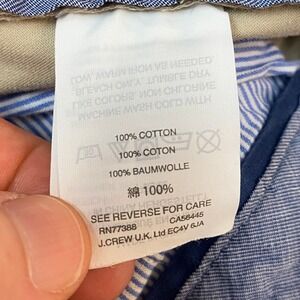 100% COTTON
100% COTON
100% BAUMWOLLE
綿 100%
SEE REVERSE FOR CARE
RN77388 CA56445
J.CREW U.K. Ltd EC4V 6JA